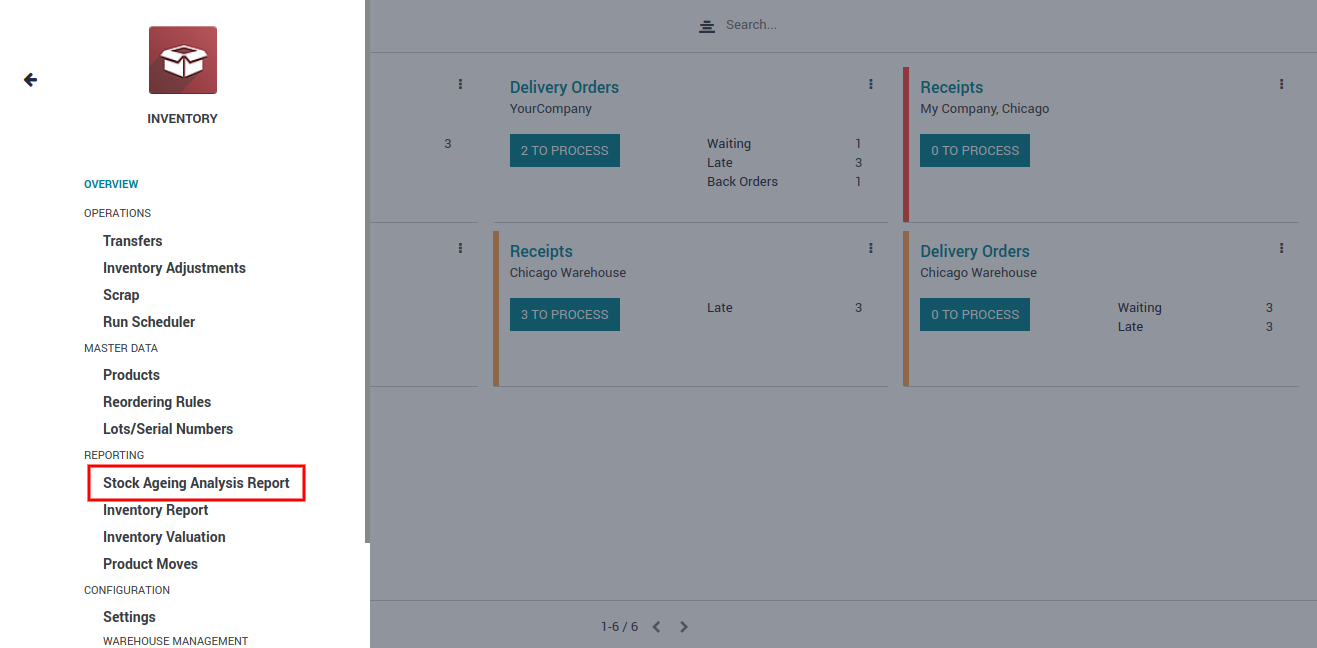 INVENTORY
OVERVIEW
OPERATIONS
Transfers
Inventory Adjustments
Scrap
Run Scheduler
MASTER DATA
Products
Reordering Rules
Lots/Serial Numbers
REPORTING
Stock Ageing Analysis Report
Inventory Report
Inventory Valuation
Product Moves
CONFIGURATION
Settings
WAREHOUSE MANAGEMENT
Search...
3
Delivery Orders
YourCompany
2 TO PROCESS
Waiting 1
Late 3
Back Orders 1
Receipts
My Company, Chicago
0 TO PROCESS
Receipts
Chicago Warehouse
3 TO PROCESS
Late 3
Delivery Orders
Chicago Warehouse
0 TO PROCESS
Waiting 3
Late 3
1-6 / 6